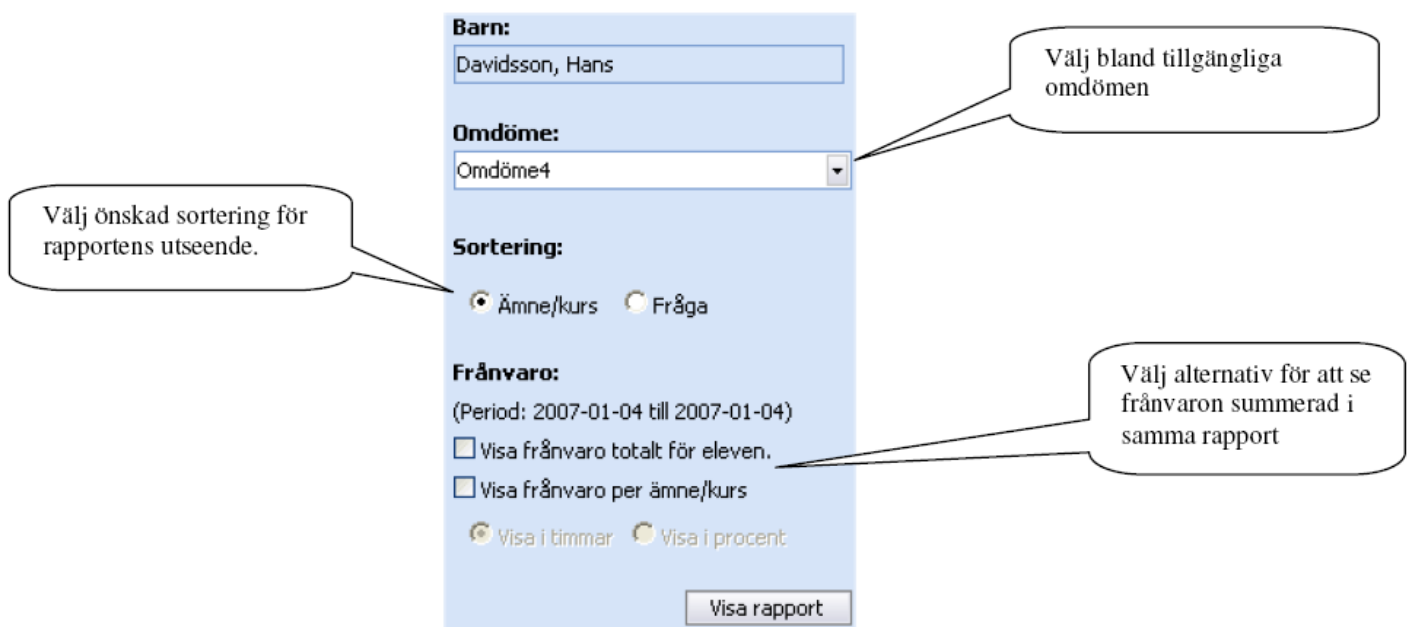 Barn:
Davidsson, Hans
Välj bland tillgängliga
omdömen
Omdöme:
Omdöme4
Välj önskad sortering för
rapportens utseende.
Sortering:
Ämne/kurs Fråga
Frånvaro:
(Period: 2007-01-04 till 2007-01-04)
Visa frånvaro totalt för eleven.
Visa frånvaro per ämne/kurs
Visa i timmar Visa i procent
Välj alternativ för att se
frånvaron summerad i
samma rapport
Visa rapport